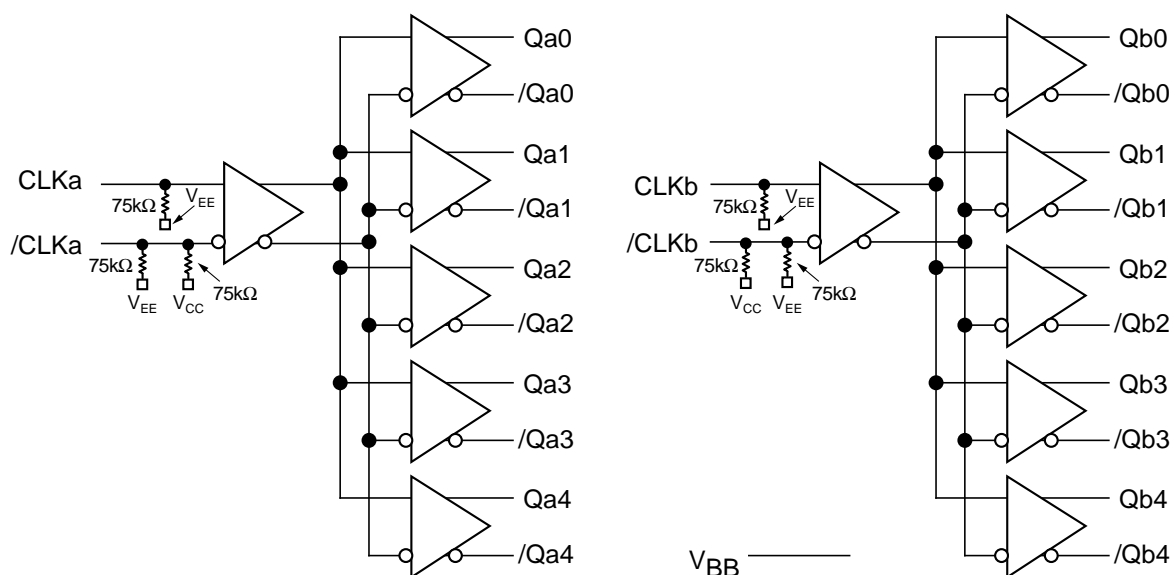 Qa0
/Qa0
Qa1
CLKa
75kΩ
VEE
/Qa1
/CLKa
75kΩ
75kΩ
VEE
VCC
Qa2
/Qa2
Qa3
/Qa3
Qa4
/Qa4
Qb0
/Qb0
Qb1
CLKb
75kΩ
VEE
/Qb1
/CLKb
75kΩ
75kΩ
VCC
VEE
Qb2
/Qb2
Qb3
/Qb3
Qb4
/Qb4
VBB